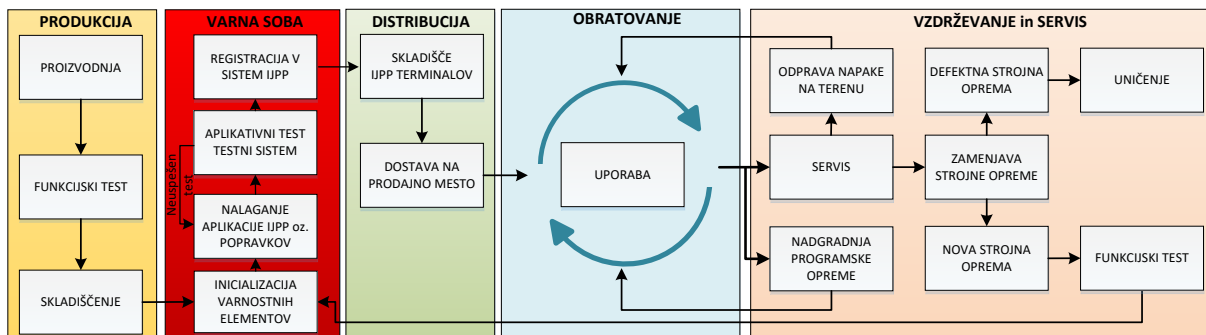 PRODUKCIJA
PROIZVODNJA
FUNKCIJSKI TEST
SKLADIŠČENJE
VARNA SOBA
REGISTRACIJA V
SISTEM IJPP
APLIKATIVNI TEST
TESTNI SISTEM
Neuspešen
test
NALAGANJE
APLIKACIJE IJPP oz.
POPRAVKOV
INICIALIZACIJA
VARNOSTNIH
ELEMENTOV
DISTRIBUCIJA
SKLADIŠČE
IJPP TERMINALOV
DOSTAVA NA
PRODAJNO MESTO
OBRATOVANJE
UPORABA
VZDRŽEVANJE in SERVIS
ODPRAVA NAPAKE
NA TERENU
DEFEKTNA STROJNA
OPREMA
UNIČENJE
SERVIS
ZAMENJAVA
STROJNE OPREME
NADGRADNJA
PROGRAMSKE
OPREME
NOVA STROJNA
OPREMA
FUNKCIJSKI TEST